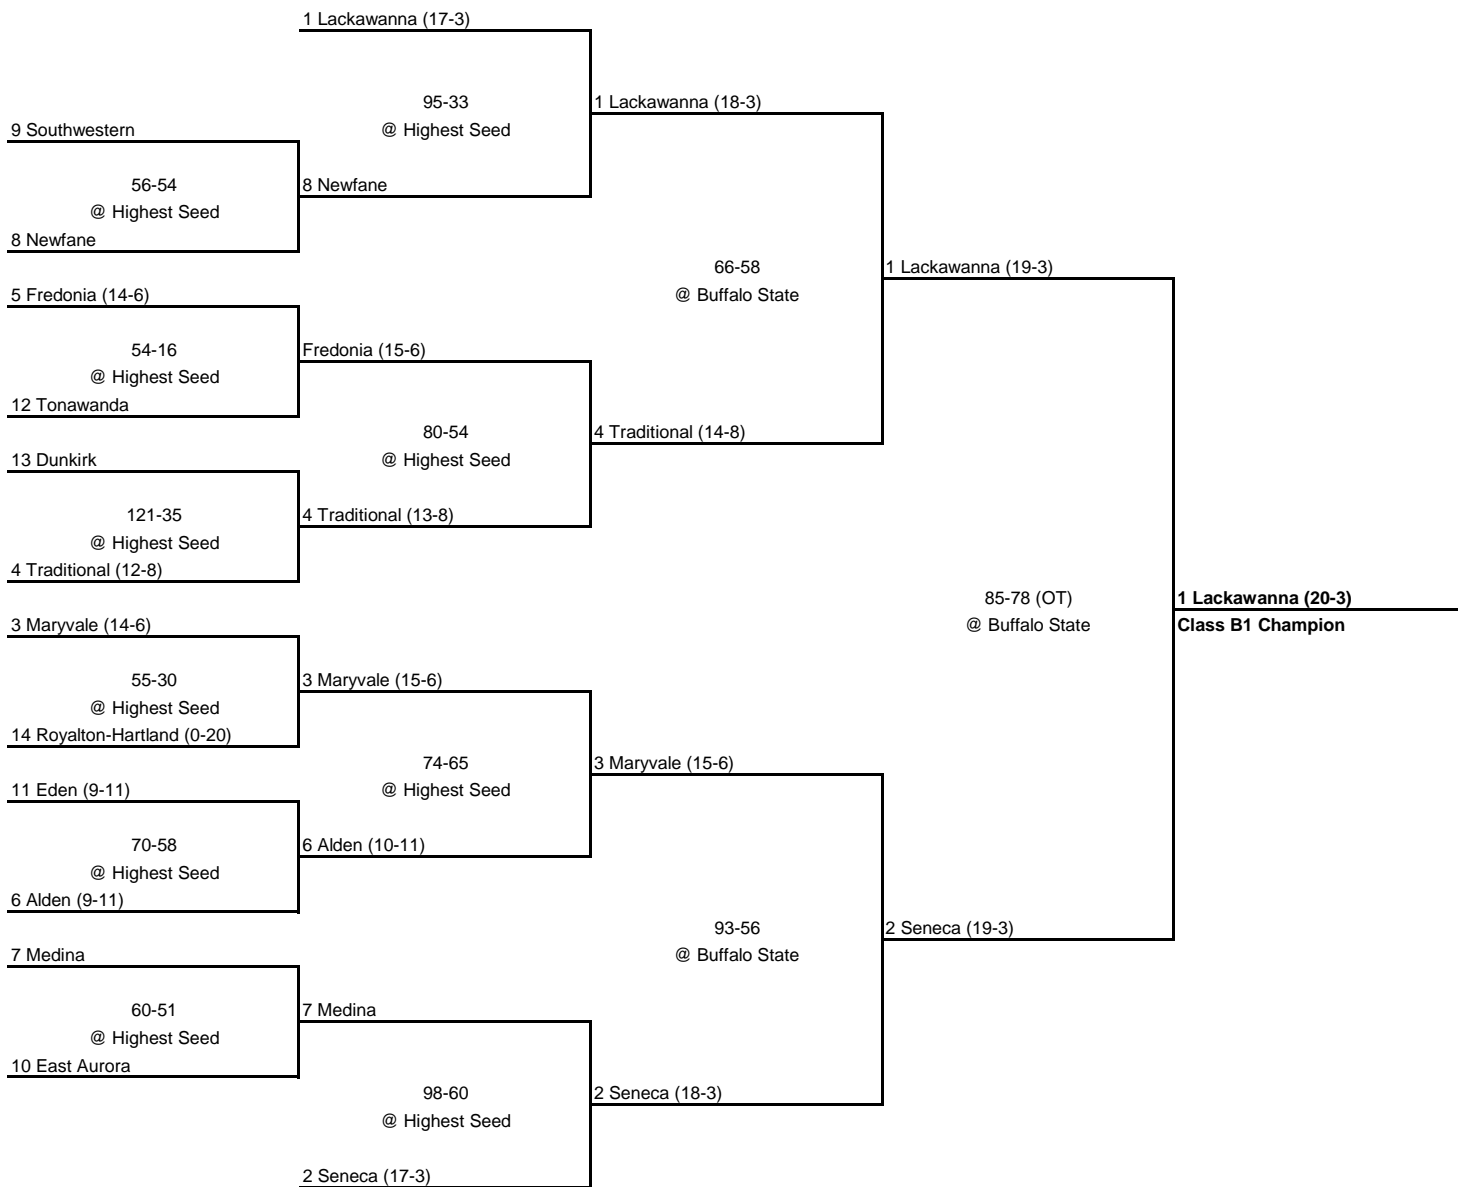 1 Lackawanna (17-3)
95-33
@ Highest Seed
1 Lackawanna (18-3)
9 Southwestern
56-54
@ Highest Seed
8 Newfane
8 Newfane
66-58
@ Buffalo State
1 Lackawanna (19-3)
5 Fredonia (14-6)
54-16
@ Highest Seed
Fredonia (15-6)
12 Tonawanda
80-54
@ Highest Seed
4 Traditional (14-8)
13 Dunkirk
121-35
@ Highest Seed
4 Traditional (13-8)
4 Traditional (12-8)
85-78 (OT)
@ Buffalo State
1 Lackawanna (20-3)
Class B1 Champion
3 Maryvale (14-6)
55-30
@ Highest Seed
3 Maryvale (15-6)
14 Royalton-Hartland (0-20)
74-65
@ Highest Seed
3 Maryvale (15-6)
11 Eden (9-11)
70-58
@ Highest Seed
6 Alden (10-11)
6 Alden (9-11)
93-56
@ Buffalo State
2 Seneca (19-3)
7 Medina
60-51
@ Highest Seed
7 Medina
10 East Aurora
98-60
@ Highest Seed
2 Seneca (18-3)
2 Seneca (17-3)